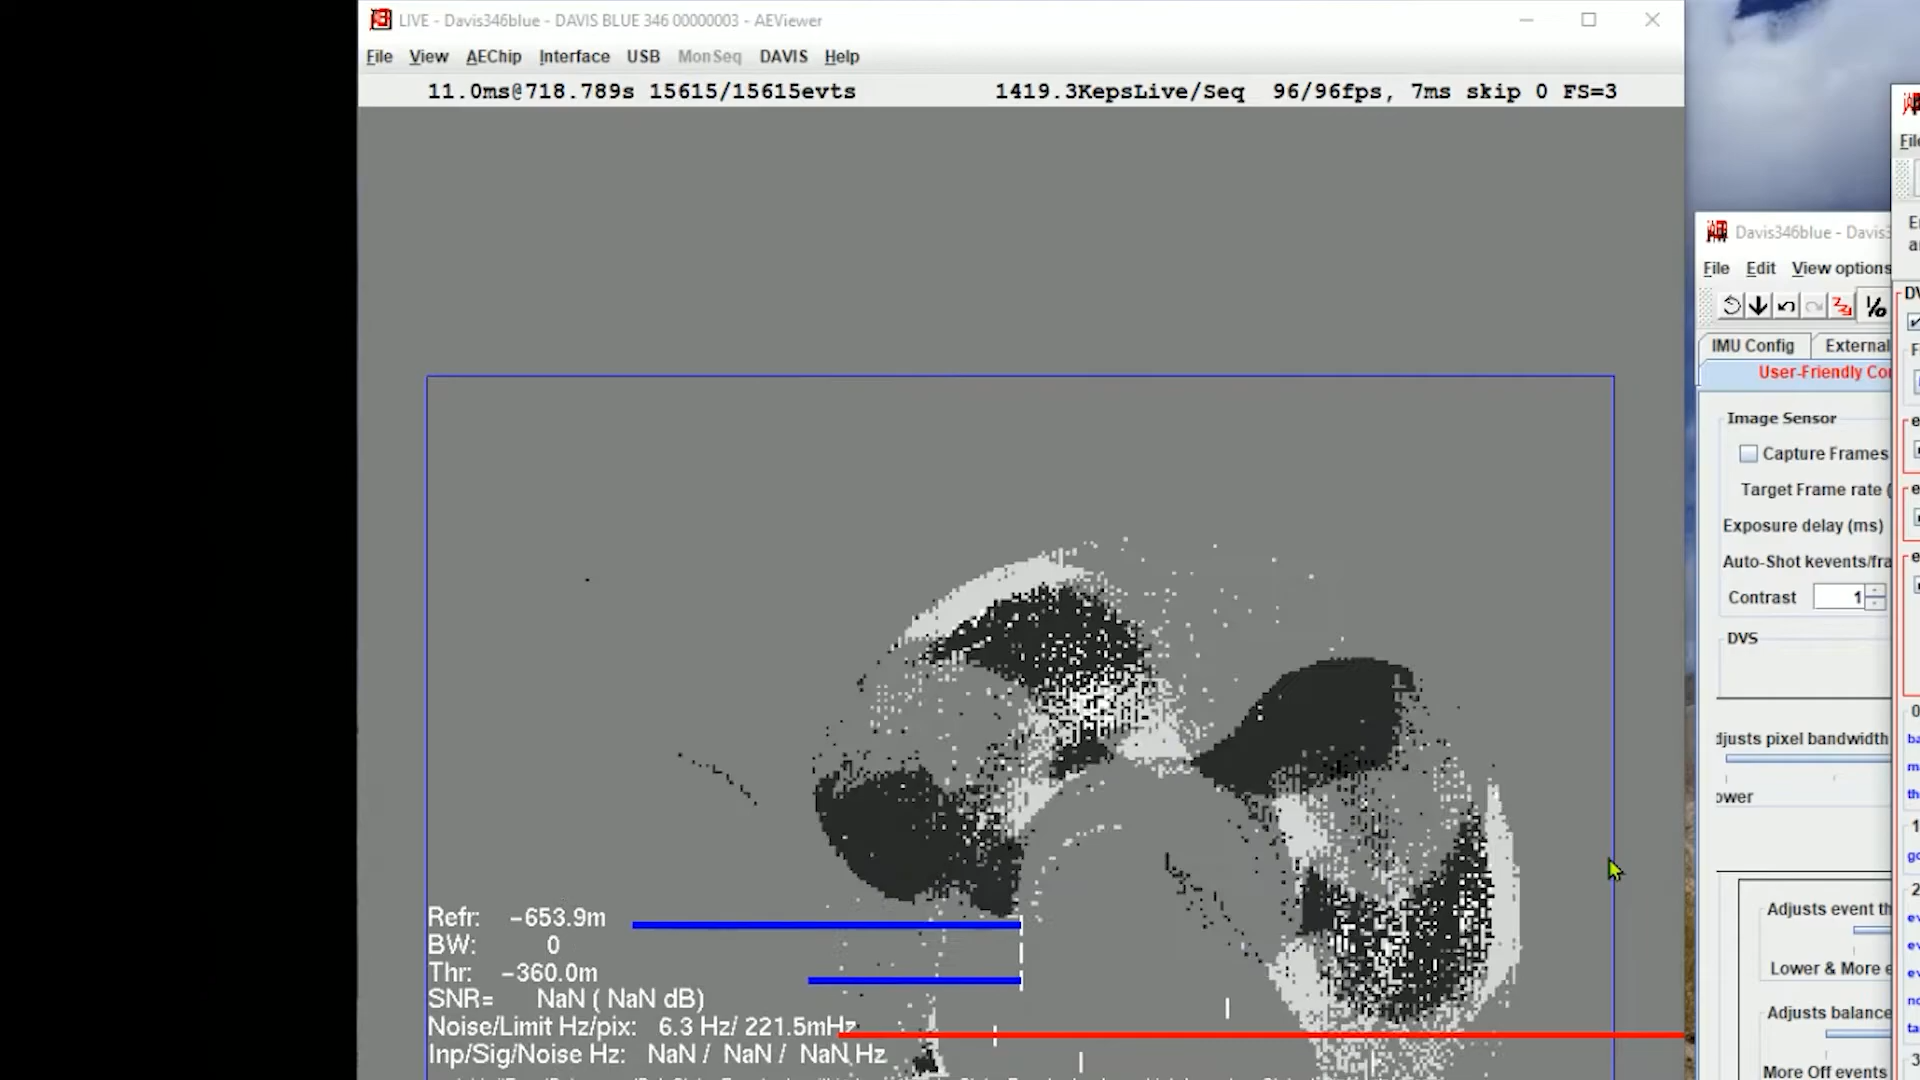 LIVE - Davis346blue - DAVIS BLUE 346 00000003 - AEViewer
File View AEChip Interface USB MonSeq DAVIS Help
11.0ms@718.789s 15615/15615evts 1419.3KepsLive/Seq 96/96fps, 7ms skip 0 FS=3
Refr: -653.9m
BW: 0
Thr: -360.0m
SNR= NaN ( NaN dB)
Noise/Limit Hz/pix: 6.3 Hz/ 221.5mHz
Inp/Sig/Noise Hz: NaN / NaN / NaN Hz
Davis346blue - Davis3
File Edit View options
IMU Config External
User-Friendly Co
Image Sensor
Capture Frames
Target Frame rate (
Exposure delay (ms)
Auto-Shot kevents/fra
Contrast 1
DVS
djusts pixel bandwidth
ower
Adjusts event th
Lower & More e
Adjusts balance
More Off events